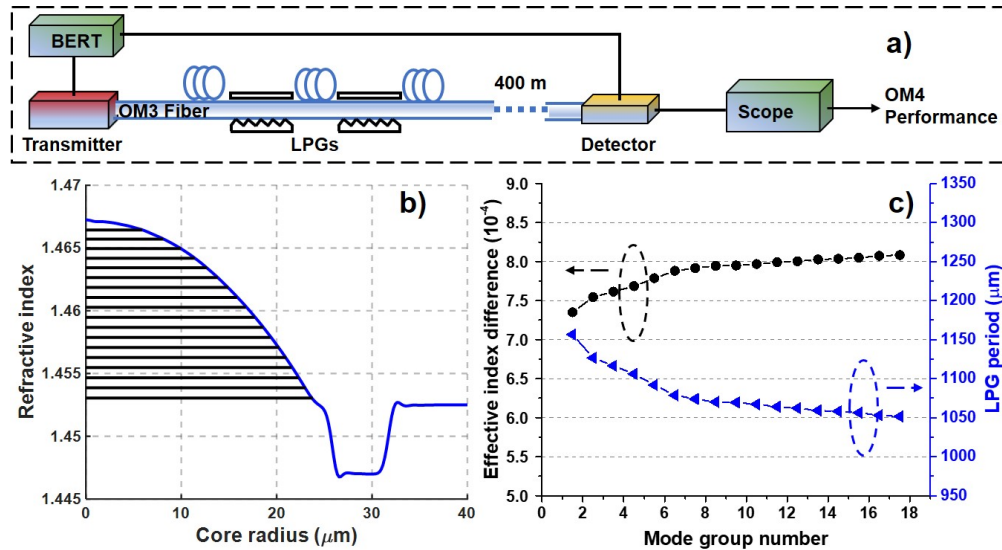 BERT
a)
400 m
OM3 Fiber
Scope
OM4
Performance
Transmitter
LPGs
Detector
b)
Refractive index
1.47
1.465
1.46
1.455
1.45
1.445
0
10
20
30
40
Core radius (μm)
c)
Effective index difference (10⁻⁴)
9.0
8.5
8.0
7.5
7.0
6.5
6.0
5.5
5.0
0
2
4
6
8
10
12
14
16
18
Mode group number
1350
1300
1250
1200
1150
1100
1050
1000
950
LPG period (μm)